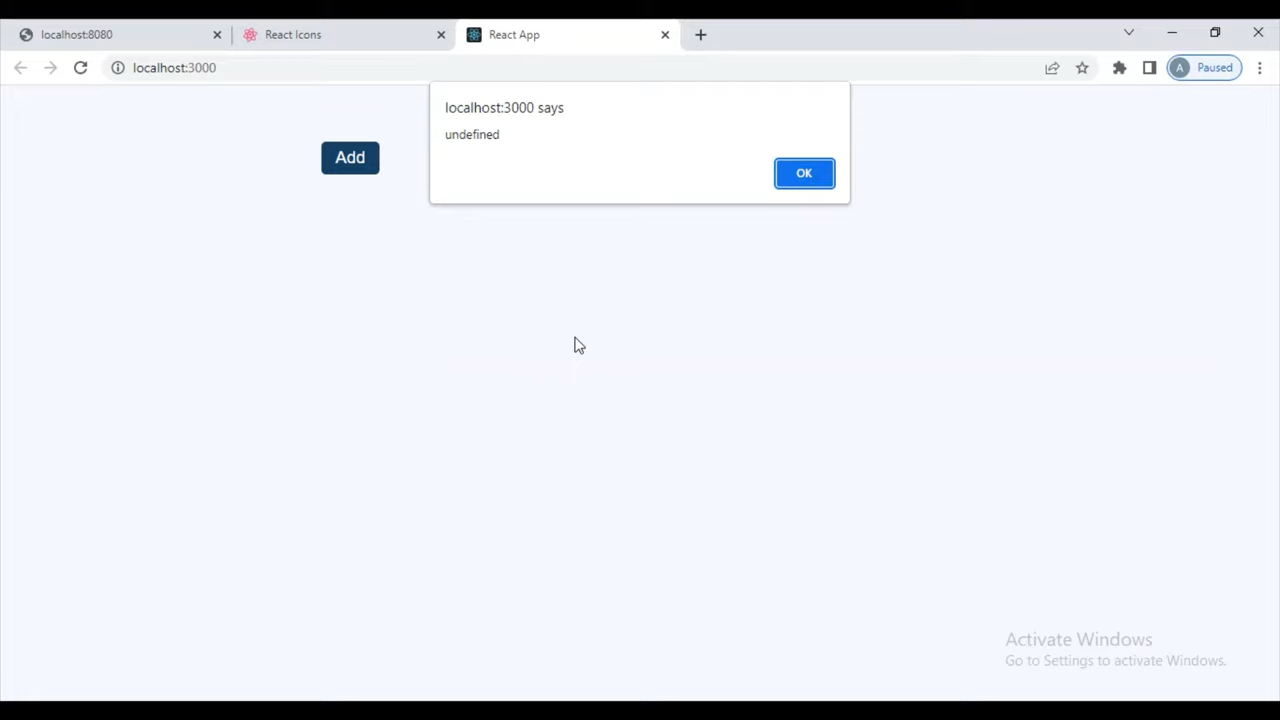 localhost:8080
React Icons
React App
localhost:3000
A
Paused
localhost:3000 says
undefined
OK
Add
Activate Windows
Go to Settings to activate Windows.